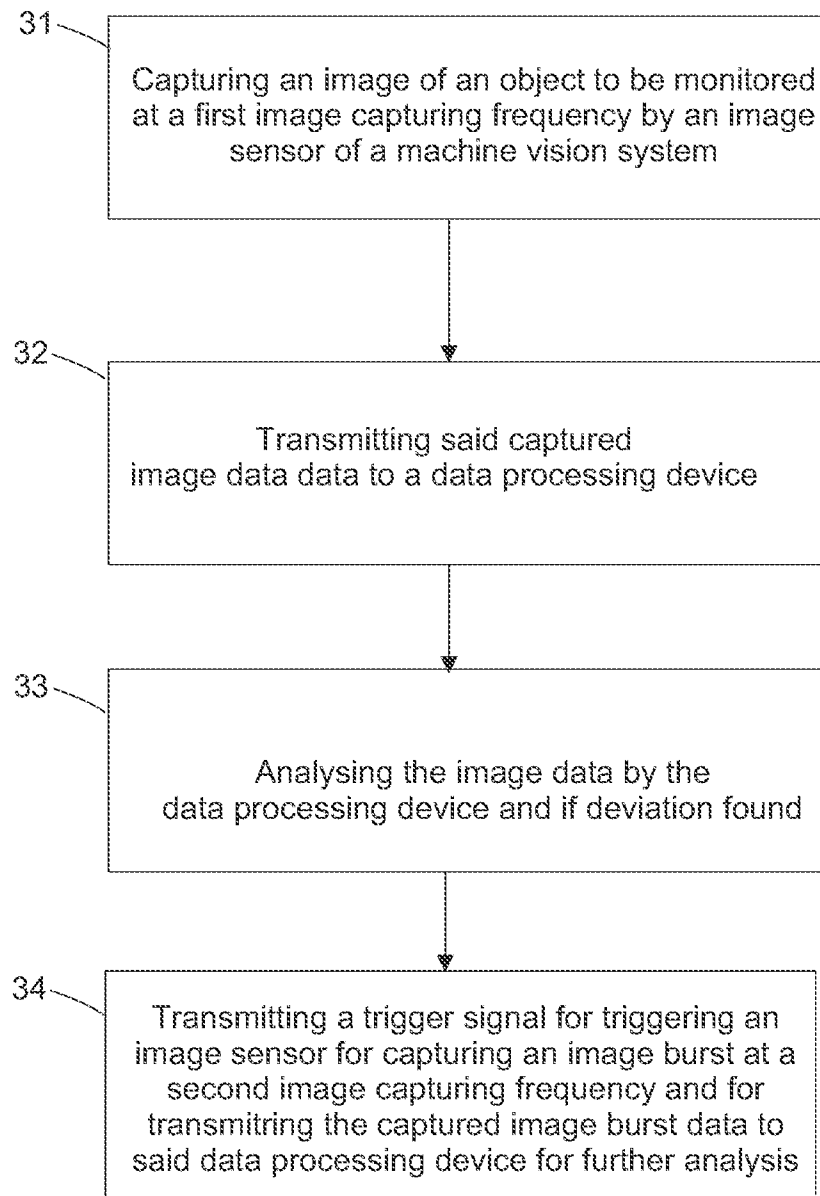 31
Capturing an image of an object to be monitored
at a first image capturing frequency by an image
sensor of a machine vision system
32
Transmitting said captured
image data data to a data processing device
33
Analysing the image data by the
data processing device and if deviation found
34
Transmitting a trigger signal for triggering an
image sensor for capturing an image burst at a
second image capturing frequency and for
transmitring the captured image burst data to
said data processing device for further analysis